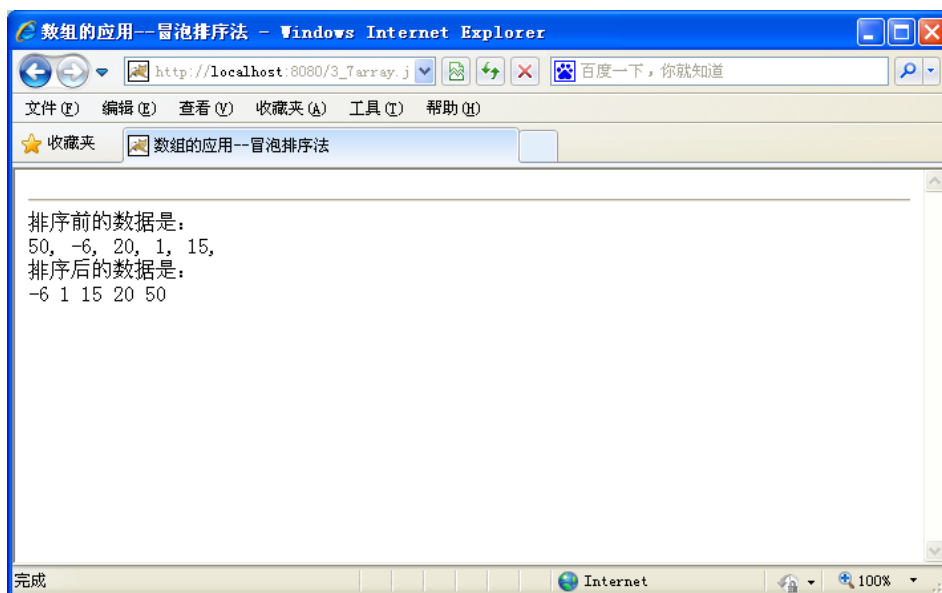 数组的应用--冒泡排序法 - Windows Internet Explorer
http://localhost:8080/3_7array.j
百度一下，你就知道
文件(F) 编辑(E) 查看(V) 收藏夹(A) 工具(T) 帮助(H)
收藏夹 数组的应用--冒泡排序法
排序前的数据是：
50, -6, 20, 1, 15,
排序后的数据是：
-6 1 15 20 50
完成 Internet 100%